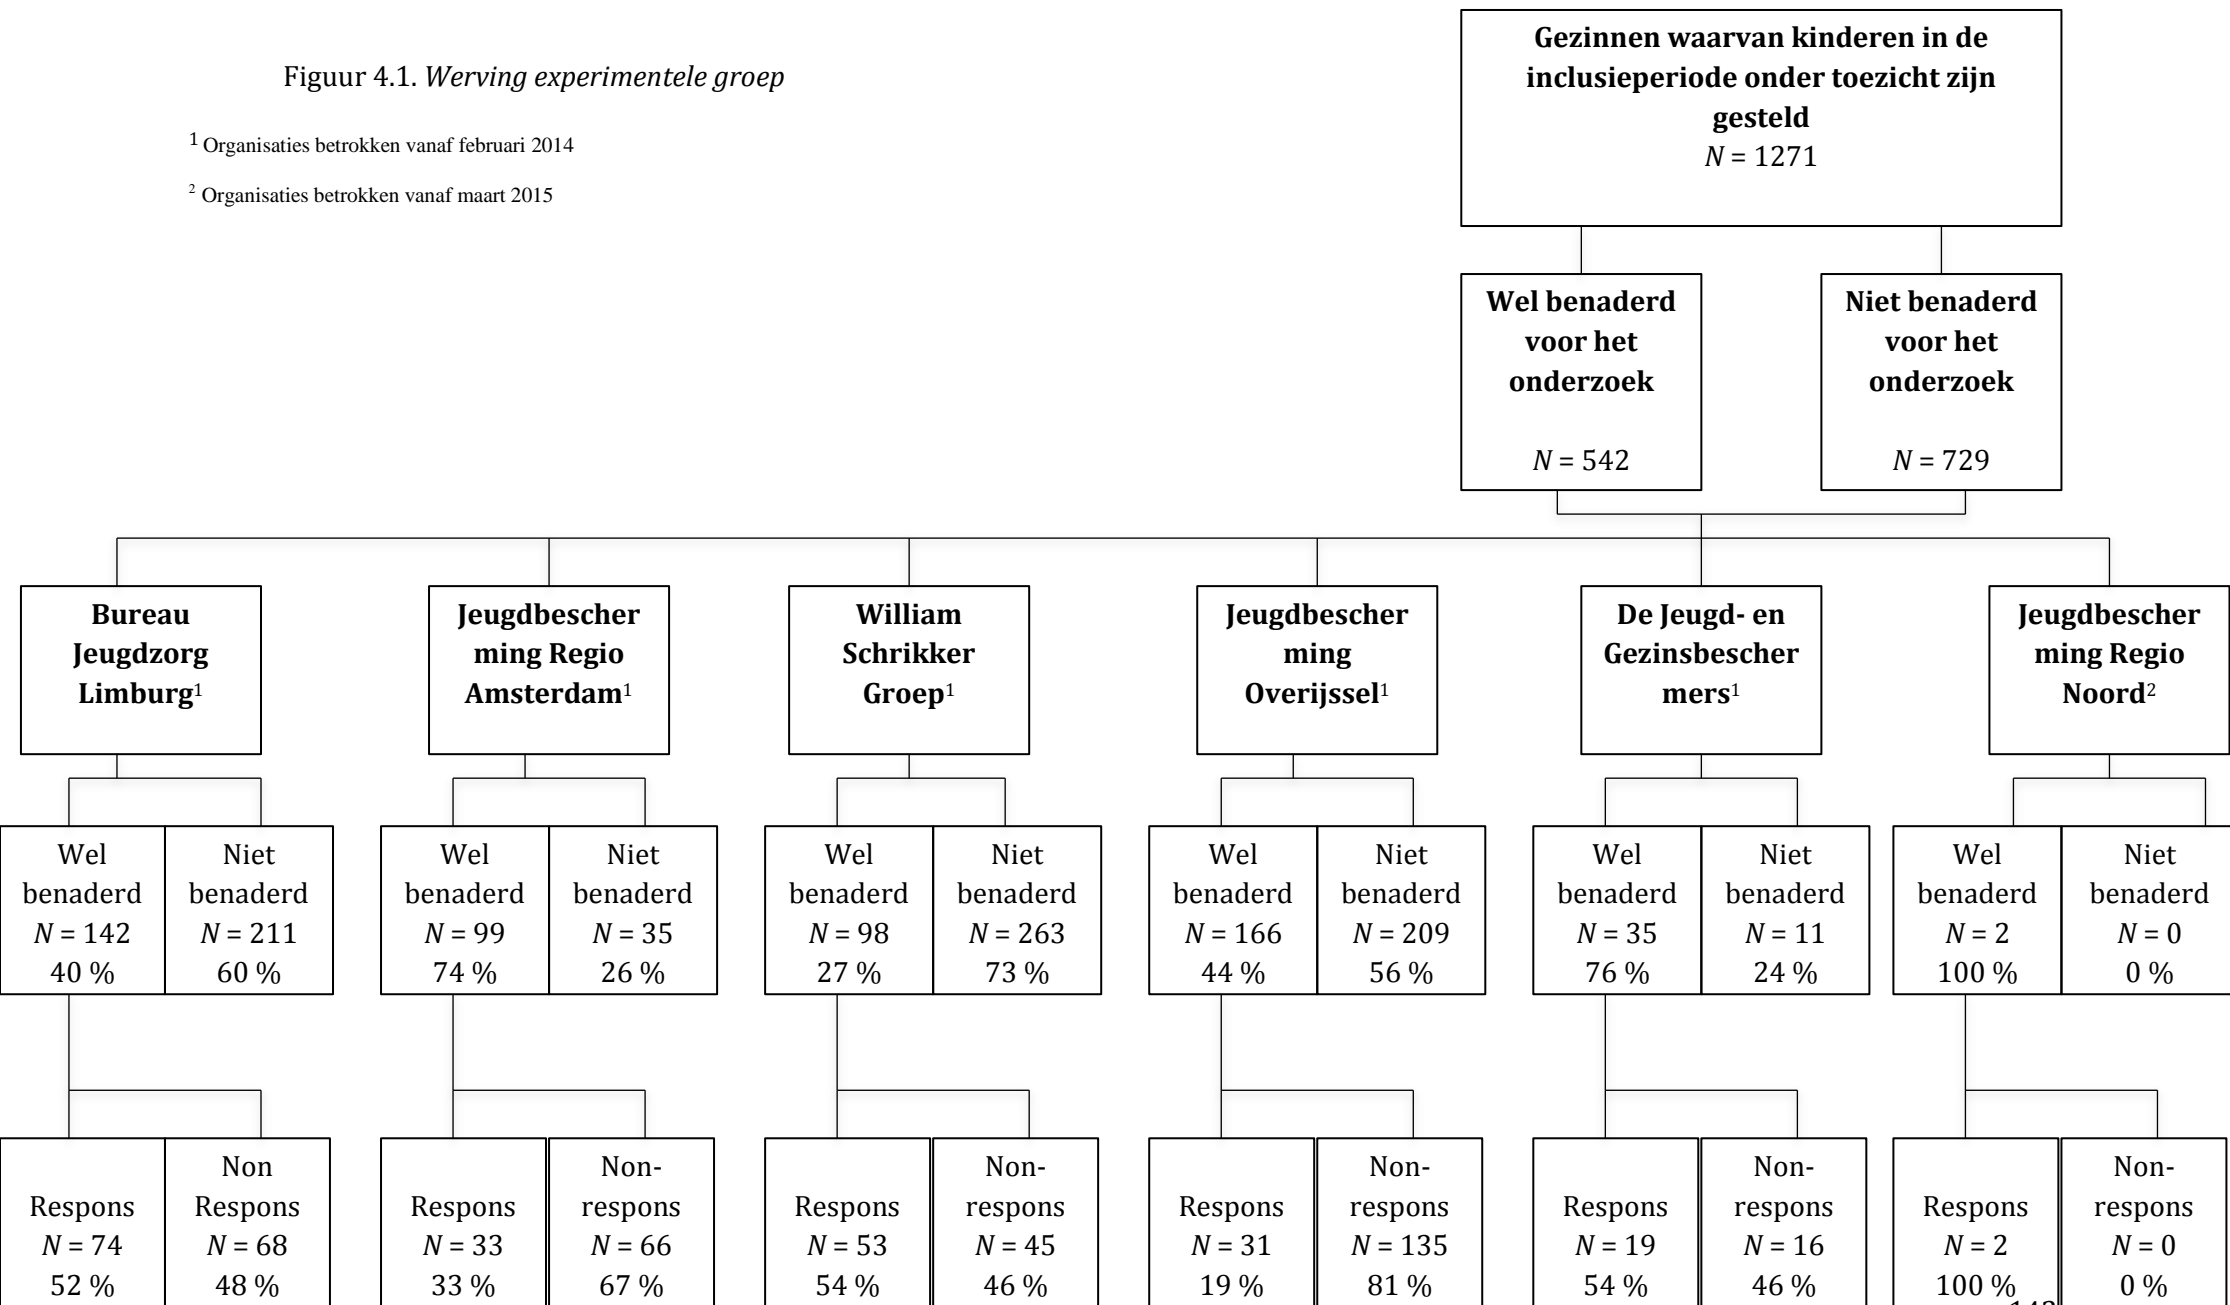 Figuur 4.1. Werving experimentele groep
1 Organisaties betrokken vanaf februari 2014
2 Organisaties betrokken vanaf maart 2015
Gezinnen waarvan kinderen in de
inclusieperiode onder toezicht zijn
gesteld
N = 1271
Wel benaderd
voor het
onderzoek
N = 542
Niet benaderd
voor het
onderzoek
N = 729
Bureau
Jeugdzorg
Limburg1
Jeugdbescher
ming Regio
Amsterdam1
William
Schrikker
Groep1
Jeugdbescher
ming
Overijssel1
De Jeugd- en
Gezinsbescher
mers1
Jeugdbescher
ming Regio
Noord2
Wel
benaderd
N = 142
40 %
Niet
benaderd
N = 211
60 %
Wel
benaderd
N = 99
74 %
Niet
benaderd
N = 35
26 %
Wel
benaderd
N = 98
27 %
Niet
benaderd
N = 263
73 %
Wel
benaderd
N = 166
44 %
Niet
benaderd
N = 209
56 %
Wel
benaderd
N = 35
76 %
Niet
benaderd
N = 11
24 %
Wel
benaderd
N = 2
100 %
Niet
benaderd
N = 0
0 %
Respons
N = 74
52 %
Non
Respons
N = 68
48 %
Respons
N = 33
33 %
Non-
respons
N = 66
67 %
Respons
N = 53
54 %
Non-
respons
N = 45
46 %
Respons
N = 31
19 %
Non-
respons
N = 135
81 %
Respons
N = 19
54 %
Non-
respons
N = 16
46 %
Respons
N = 2
100 %
Non-
respons
N = 0
0 %